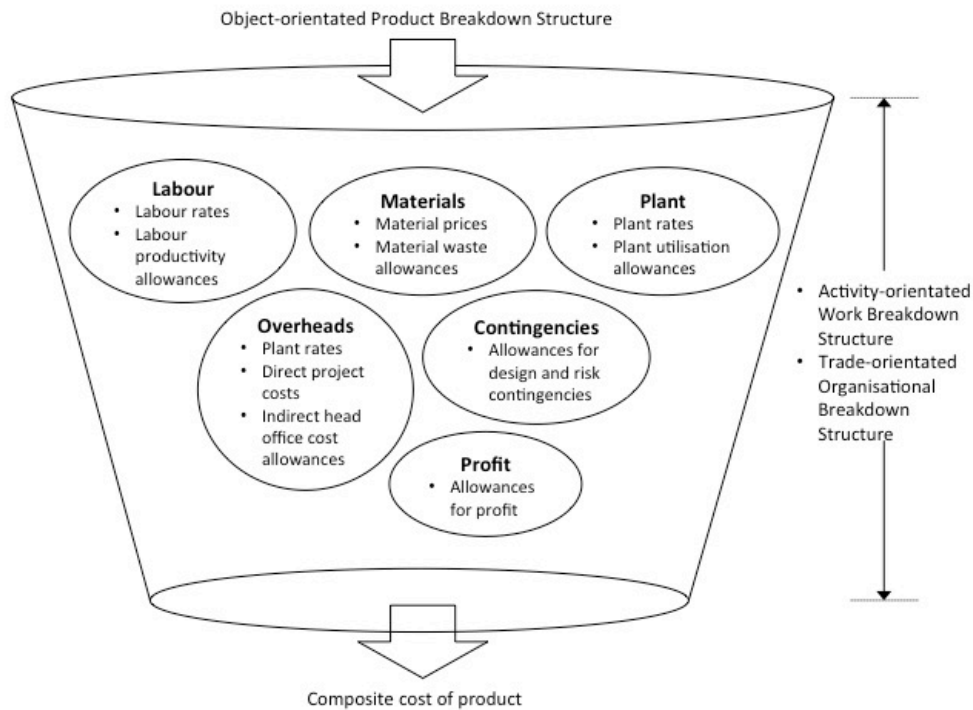 Object-orientated Product Breakdown Structure
Labour
• Labour rates
• Labour
productivity
allowances
Materials
• Material prices
• Material waste
allowances
Plant
• Plant rates
• Plant utilisation
allowances
Overheads
• Plant rates
• Direct project
costs
• Indirect head
office cost
allowances
Contingencies
• Allowances for
design and risk
contingencies
Profit
• Allowances
for profit
• Activity-orientated
Work Breakdown
Structure
• Trade-orientated
Organisational
Breakdown
Structure
Composite cost of product